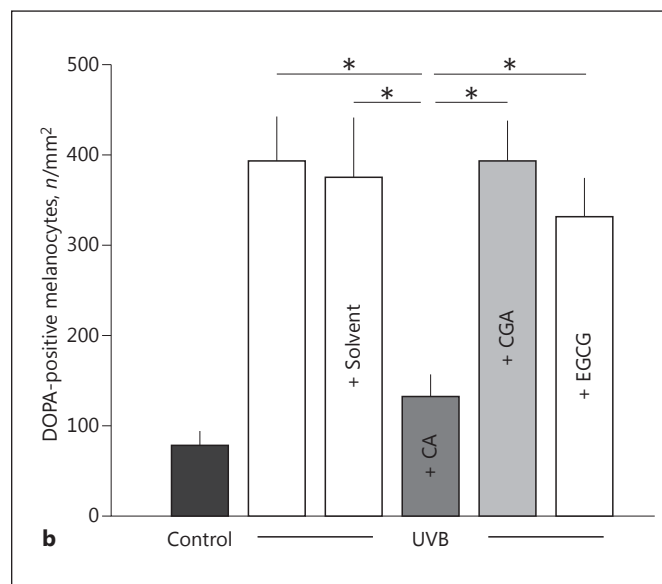 DOPA-positive melanocytes, n/mm²
500
400
300
200
100
0
*
*
*
*
+ Solvent
+ CA
+ CGA
+ EGCG
b
Control
UVB